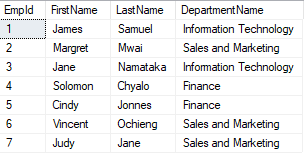 EmpId FirstName LastName DepartmentName
1 James Samuel Information Technology
2 Margret Mwai Sales and Marketing
3 Jane Namataka Information Technology
4 Solomon Chyalo Finance
5 Cindy Jonnes Finance
6 Vincent Ochieng Sales and Marketing
7 Judy Jane Sales and Marketing